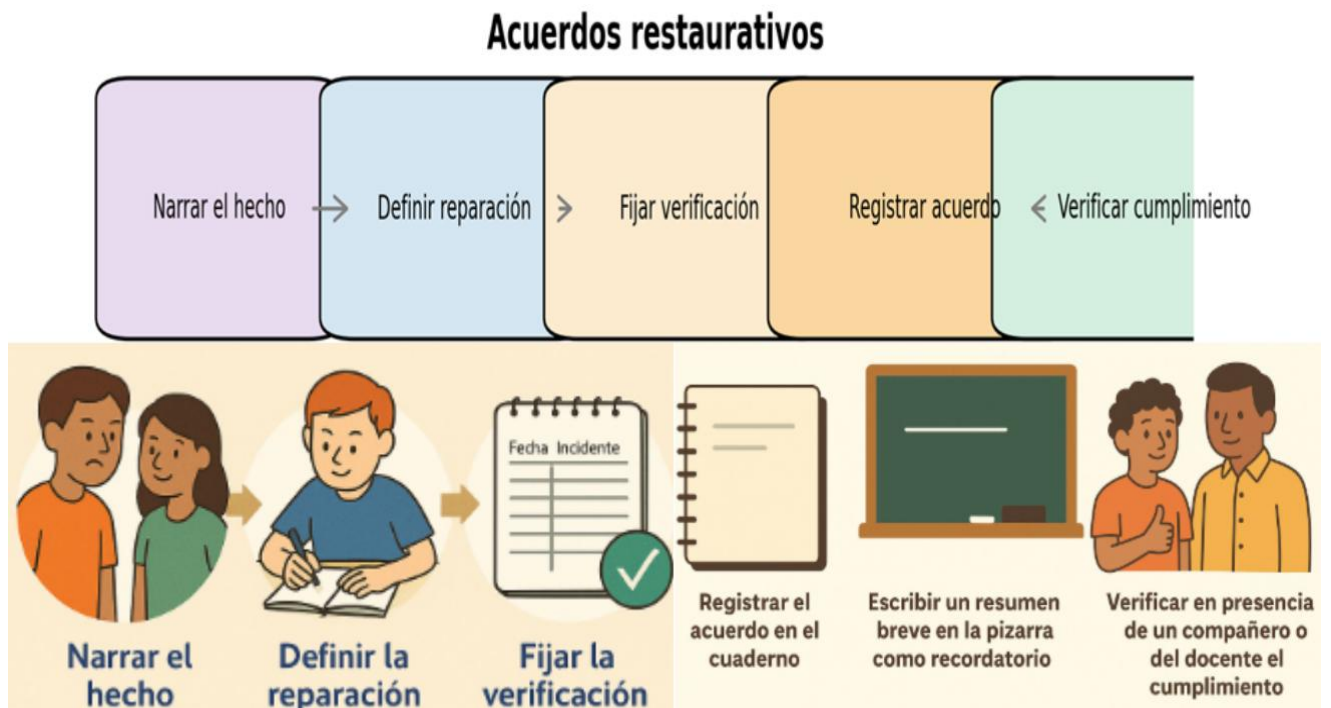 Acuerdos restaurativos
Narrar el hecho
Definir reparación
Fijar verificación
Registrar acuerdo
Verificar cumplimiento
Fecha Incidente
Narrar el
hecho
Definir la
reparación
Fijar la
verificación
Registrar el
acuerdo en el
cuaderno
Escribir un resumen
breve en la pizarra
como recordatorio
Verificar en presencia
de un compañero o
del docente el
cumplimiento